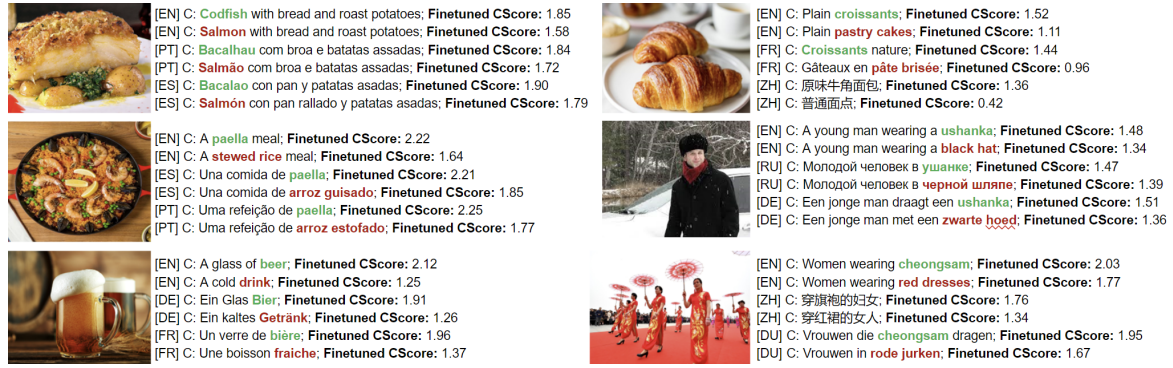 [EN] C: Codfish with bread and roast potatoes; Finetuned CScore: 1.85
[EN] C: Salmon with bread and roast potatoes; Finetuned CScore: 1.58
[PT] C: Bacalhau com broa e batatas assadas; Finetuned CScore: 1.84
[PT] C: Salmão com broa e batatas assadas; Finetuned CScore: 1.72
[ES] C: Bacalao con pan y patatas asadas; Finetuned CScore: 1.90
[ES] C: Salmón con pan rallado y patatas asadas; Finetuned CScore: 1.79
[EN] C: A paella meal; Finetuned CScore: 2.22
[EN] C: A stewed rice meal; Finetuned CScore: 1.64
[ES] C: Una comida de paella; Finetuned CScore: 2.21
[ES] C: Una comida de arroz guisado; Finetuned CScore: 1.85
[PT] C: Uma refeição de paella; Finetuned CScore: 2.25
[PT] C: Uma refeição de arroz estofado; Finetuned CScore: 1.77
[EN] C: A glass of beer; Finetuned CScore: 2.12
[EN] C: A cold drink; Finetuned CScore: 1.25
[DE] C: Ein Glas Bier; Finetuned CScore: 1.91
[DE] C: Ein kaltes Getränk; Finetuned CScore: 1.26
[FR] C: Un verre de bière; Finetuned CScore: 1.96
[FR] C: Une boisson fraiche; Finetuned CScore: 1.37
[EN] C: Plain croissants; Finetuned CScore: 1.52
[EN] C: Plain pastry cakes; Finetuned CScore: 1.11
[FR] C: Croissants nature; Finetuned CScore: 1.44
[FR] C: Gâteaux en pâte brisée; Finetuned CScore: 0.96
[ZH] C: 原味牛角面包; Finetuned CScore: 1.36
[ZH] C: 普通面点; Finetuned CScore: 0.42
[EN] C: A young man wearing a ushanka; Finetuned CScore: 1.48
[EN] C: A young man wearing a black hat; Finetuned CScore: 1.34
[RU] C: Молодой человек в ушанке; Finetuned CScore: 1.47
[RU] C: Молодой человек в черной шляпе; Finetuned CScore: 1.39
[DE] C: Een jonge man draagt een ushanka; Finetuned CScore: 1.51
[DE] C: Een jonge man met een zwarte hoed; Finetuned CScore: 1.36
[EN] C: Women wearing cheongsam; Finetuned CScore: 2.03
[EN] C: Women wearing red dresses; Finetuned CScore: 1.77
[ZH] C: 穿旗袍的妇女; Finetuned CScore: 1.76
[ZH] C: 穿红裙的女人; Finetuned CScore: 1.34
[DU] C: Vrouwen die cheongsam dragen; Finetuned CScore: 1.95
[DU] C: Vrouwen in rode jurken; Finetuned CScore: 1.67